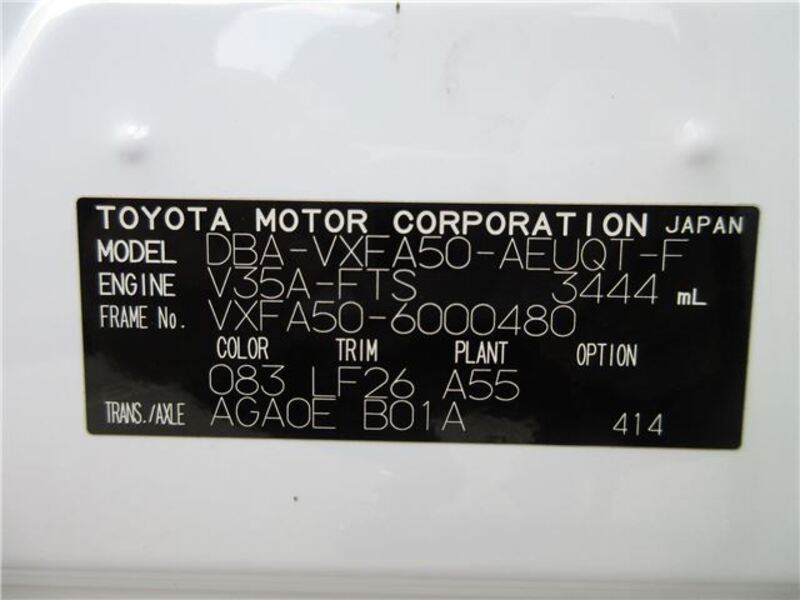 TOYOTA MOTOR CORPORATION JAPAN
MODEL DBA-VXFA50-AEUQT-F
ENGINE V35A-FTS 3444 mL
FRAME No. VXFA50-6000480
COLOR TRIM PLANT OPTION
083 LF26 A55
TRANS./AXLE AGA0E B01A 414